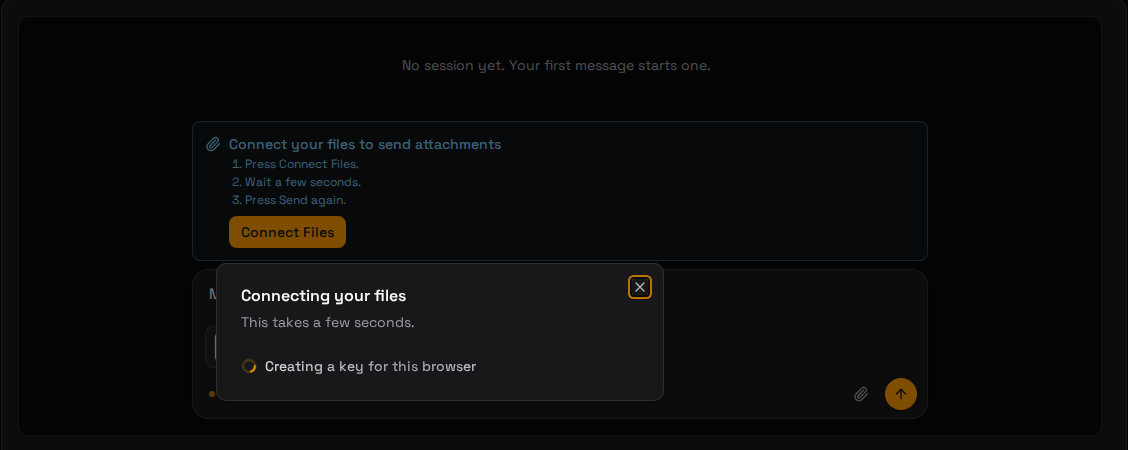 No session yet. Your first message starts one.
Connect your files to send attachments
1. Press Connect Files.
2. Wait a few seconds.
3. Press Send again.
Connect Files
Connecting your files
This takes a few seconds.
Creating a key for this browser